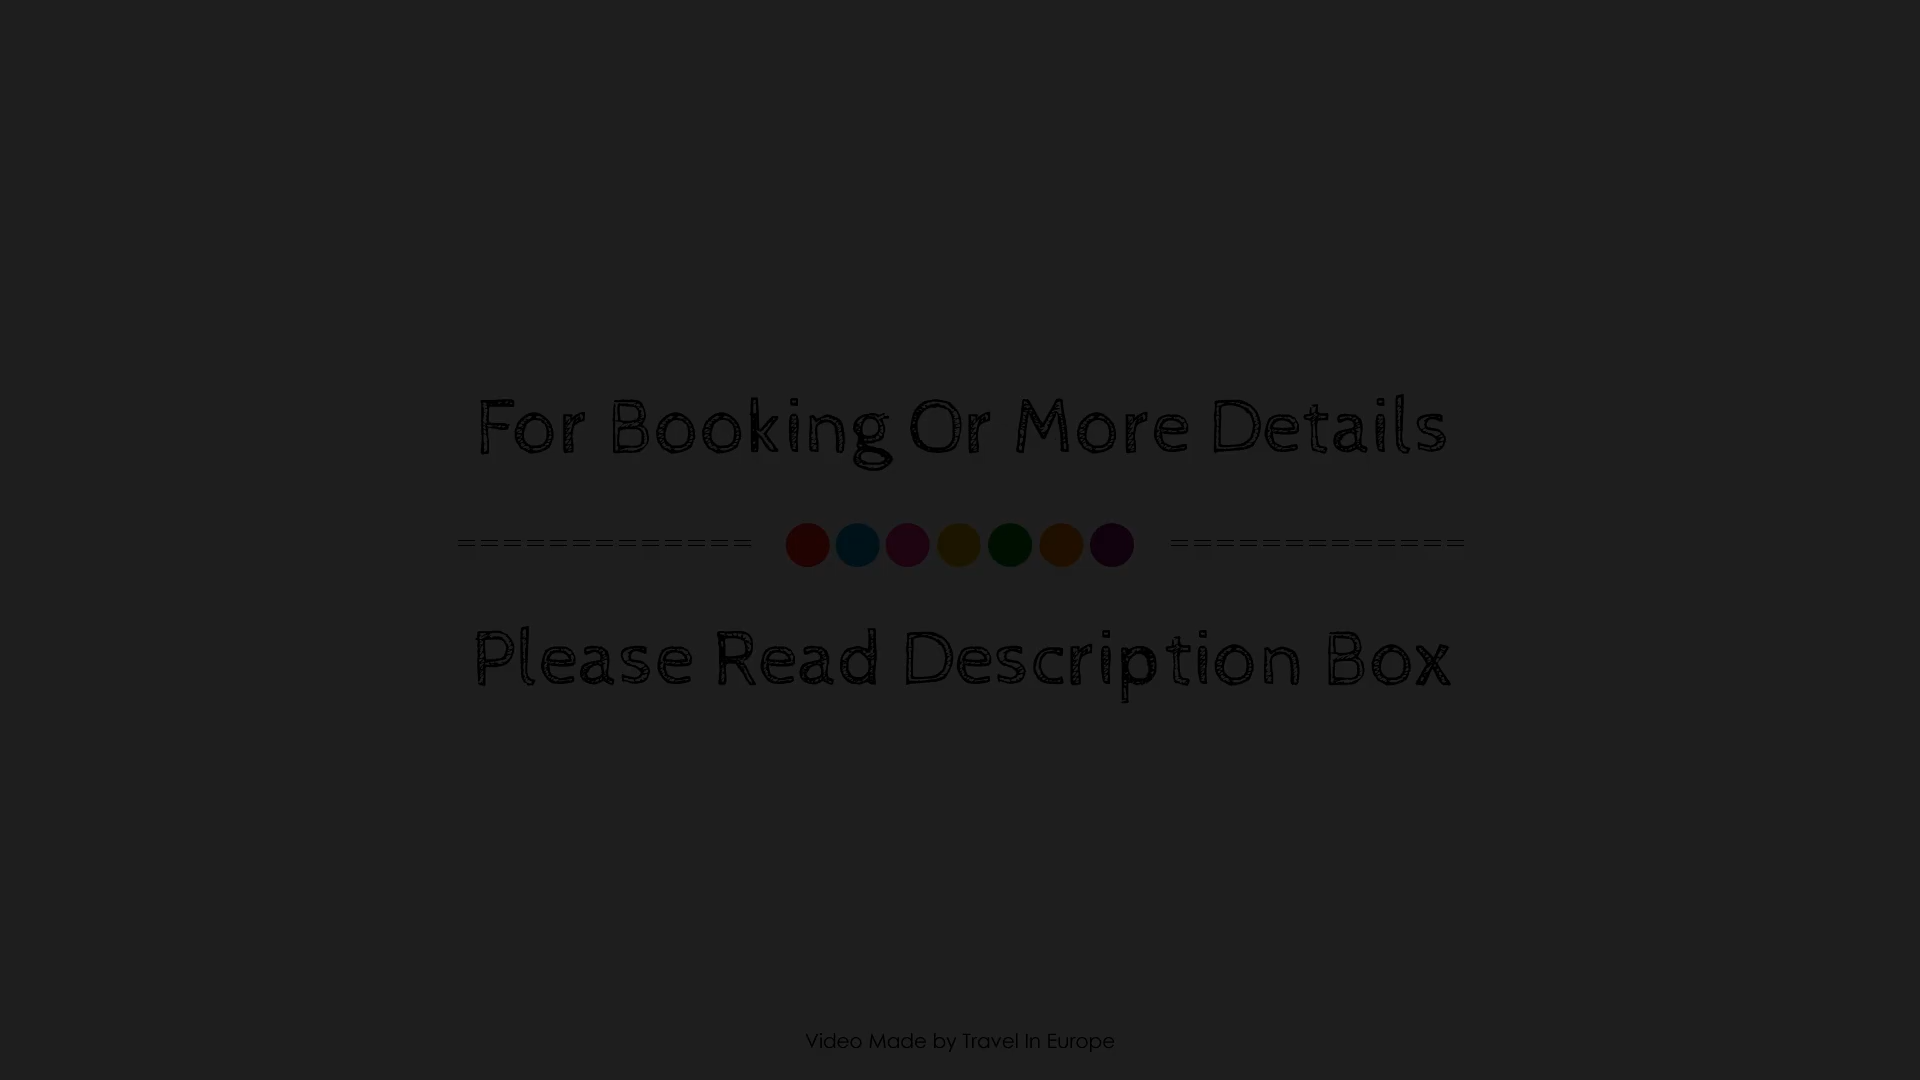 For Booking Or More Details
============= =============
Please Read Description Box
Video Made by Travel In Europe